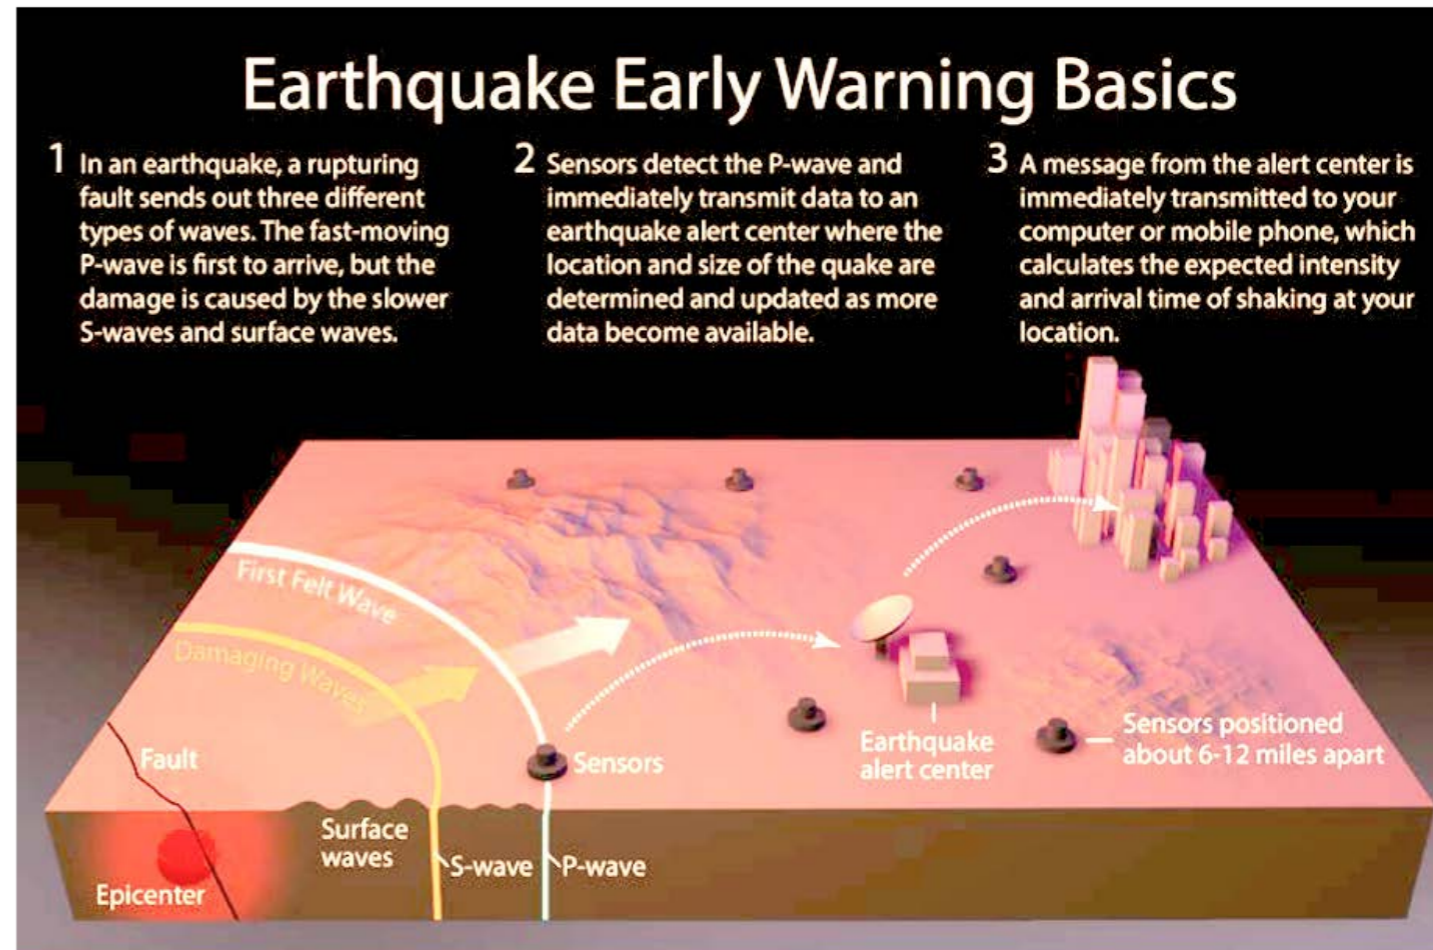 Earthquake Early Warning Basics
1 In an earthquake, a rupturing
fault sends out three different
types of waves. The fast-moving
P-wave is first to arrive, but the
damage is caused by the slower
S-waves and surface waves.
2 Sensors detect the P-wave and
immediately transmit data to an
earthquake alert center where the
location and size of the quake are
determined and updated as more
data become available.
3 A message from the alert center is
immediately transmitted to your
computer or mobile phone, which
calculates the expected intensity
and arrival time of shaking at your
location.
First Felt Wave
Damaging Waves
Fault
Sensors
Earthquake
alert center
Sensors positioned
about 6-12 miles apart
Surface
waves
S-wave
P-wave
Epicenter